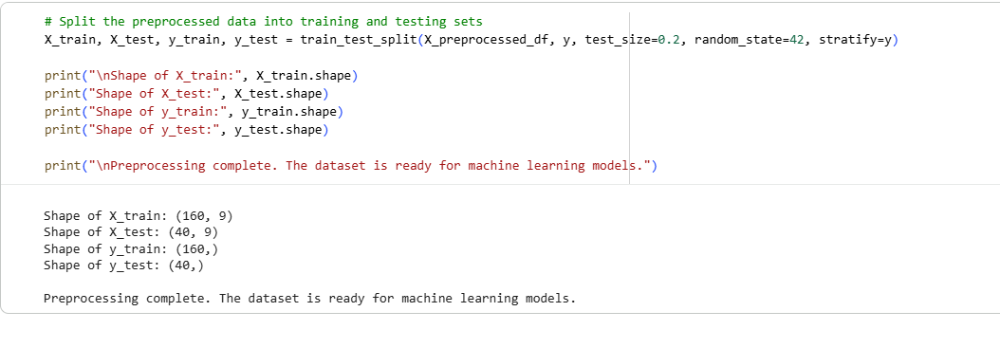 # Split the preprocessed data into training and testing sets
X_train, X_test, y_train, y_test = train_test_split(X_preprocessed_df, y, test_size=0.2, random_state=42, stratify=y)
print("\nShape of X_train:", X_train.shape)
print("Shape of X_test:", X_test.shape)
print("Shape of y_train:", y_train.shape)
print("Shape of y_test:", y_test.shape)
print("\nPreprocessing complete. The dataset is ready for machine learning models.")
Shape of X_train: (160, 9)
Shape of X_test: (40, 9)
Shape of y_train: (160,)
Shape of y_test: (40,)
Preprocessing complete. The dataset is ready for machine learning models.